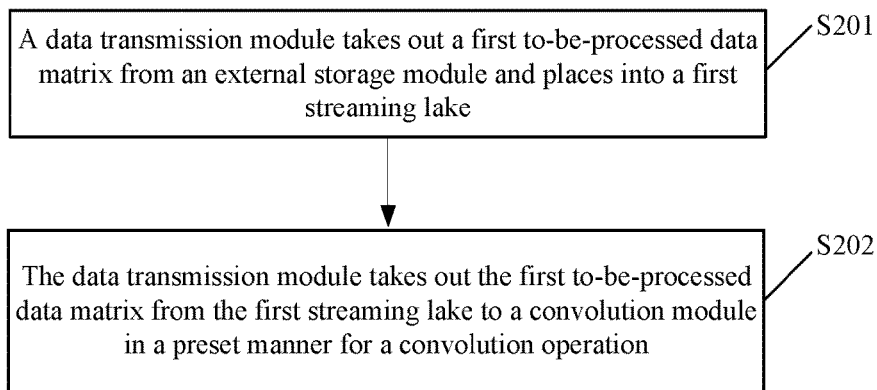 A data transmission module takes out a first to-be-processed data
matrix from an external storage module and places into a first
streaming lake
S201
The data transmission module takes out the first to-be-processed
data matrix from the first streaming lake to a convolution module
in a preset manner for a convolution operation
S202